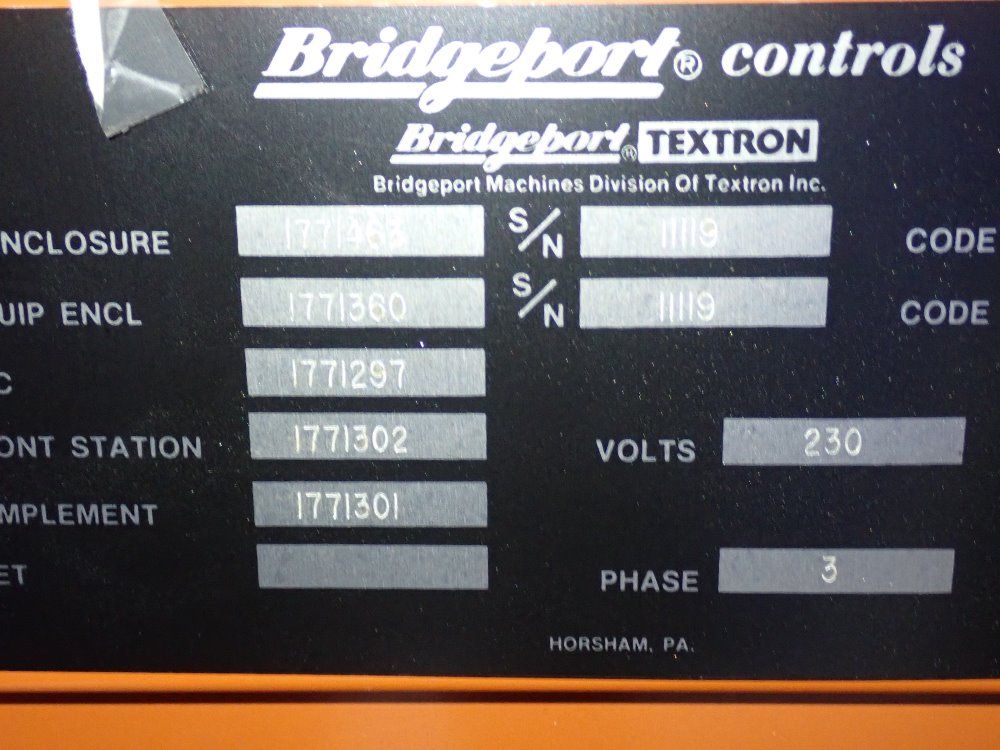 Bridgeport® controls
Bridgeport® TEXTRON
Bridgeport Machines Division Of Textron Inc.
NCLOSURE 1771463 S/N 11119 CODE
UIP ENCL 1771360 S/N 11119 CODE
C 1771297
ONT STATION 1771302 VOLTS 230
MPLEMENT 1771301
ET PHASE 3
HORSHAM, PA.